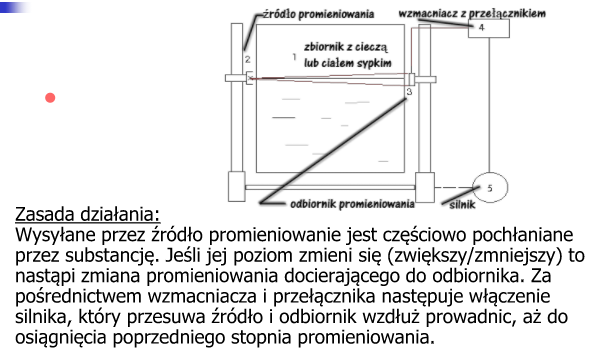 źródło promieniowania
wzmacniacz z przełącznikiem
4
zbiornik z cieczą
1
lub ciałem sypkim
2
3
odbiornik promieniowania
silnik
5
Zasada działania:
Wysyłane przez źródło promieniowanie jest częściowo pochłaniane
przez substancję. Jeśli jej poziom zmieni się (zwiększy/zmniejszy) to
nastąpi zmiana promieniowania docierającego do odbiornika. Za
pośrednictwem wzmacniacza i przełącznika następuje włączenie
silnika, który przesuwa źródło i odbiornik wzdłuż prowadnic, aż do
osiągnięcia poprzedniego stopnia promieniowania.